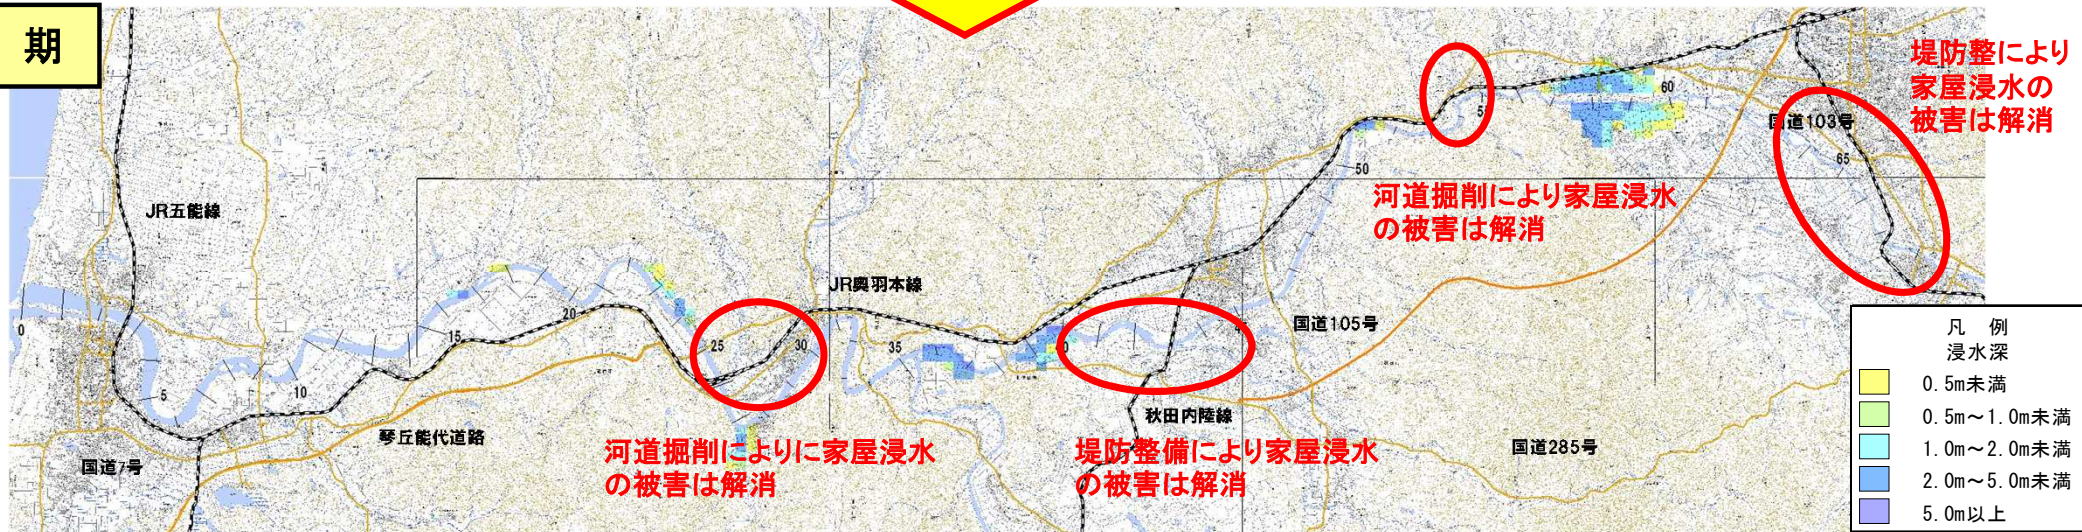 期
堤防整により
家屋浸水の
被害は解消
60
55
国道103号
65
50
河道掘削により家屋浸水
の被害は解消
JR五能線
JR奥羽本線
0
5
10
15
20
25
30
35
40
45
国道105号
琴丘能代道路
国道7号
秋田内陸線
国道285号
河道掘削によりに家屋浸水
の被害は解消
堤防整備により家屋浸水
の被害は解消
凡 例
浸水深
0.5m未満
0.5m～1.0m未満
1.0m～2.0m未満
2.0m～5.0m未満
5.0m以上